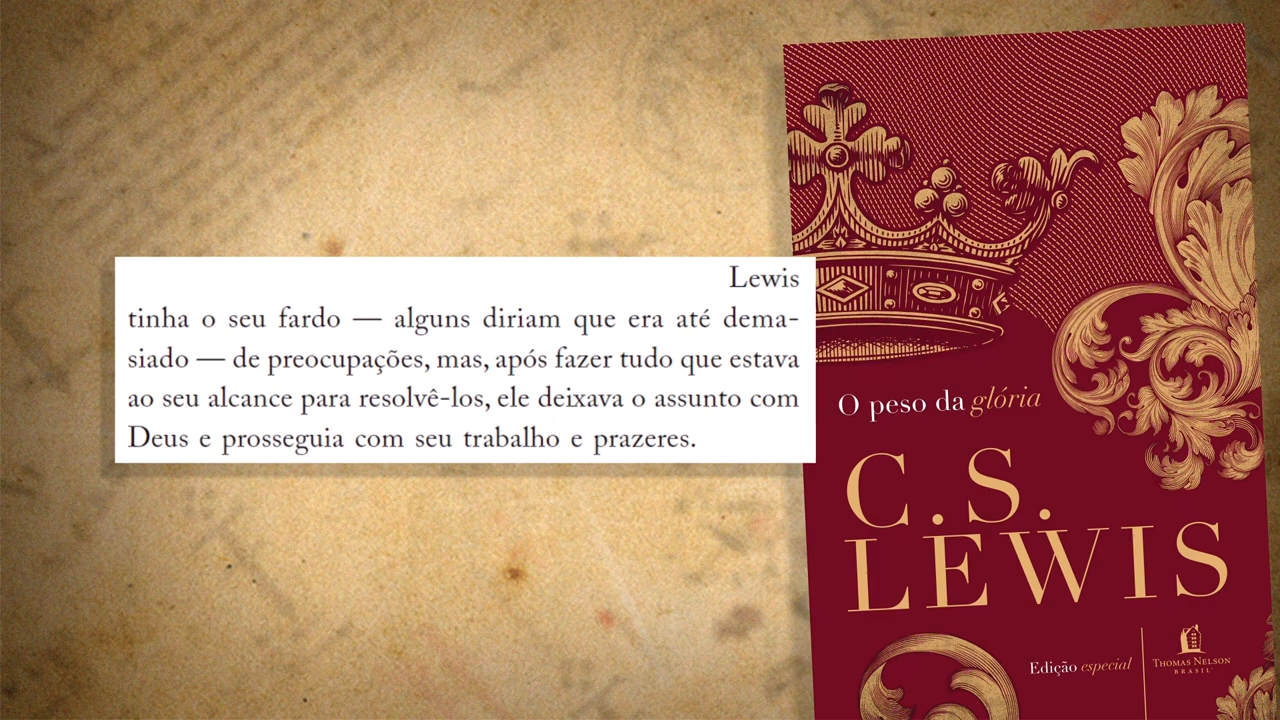 Lewis
tinha o seu fardo — alguns diriam que era até dema-
siado — de preocupações, mas, após fazer tudo que estava
ao seu alcance para resolvê-los, ele deixava o assunto com
Deus e prosseguia com seu trabalho e prazeres.
O peso da glória
C.S.
LEWIS
Edição especial
THOMAS NELSON
BRASIL